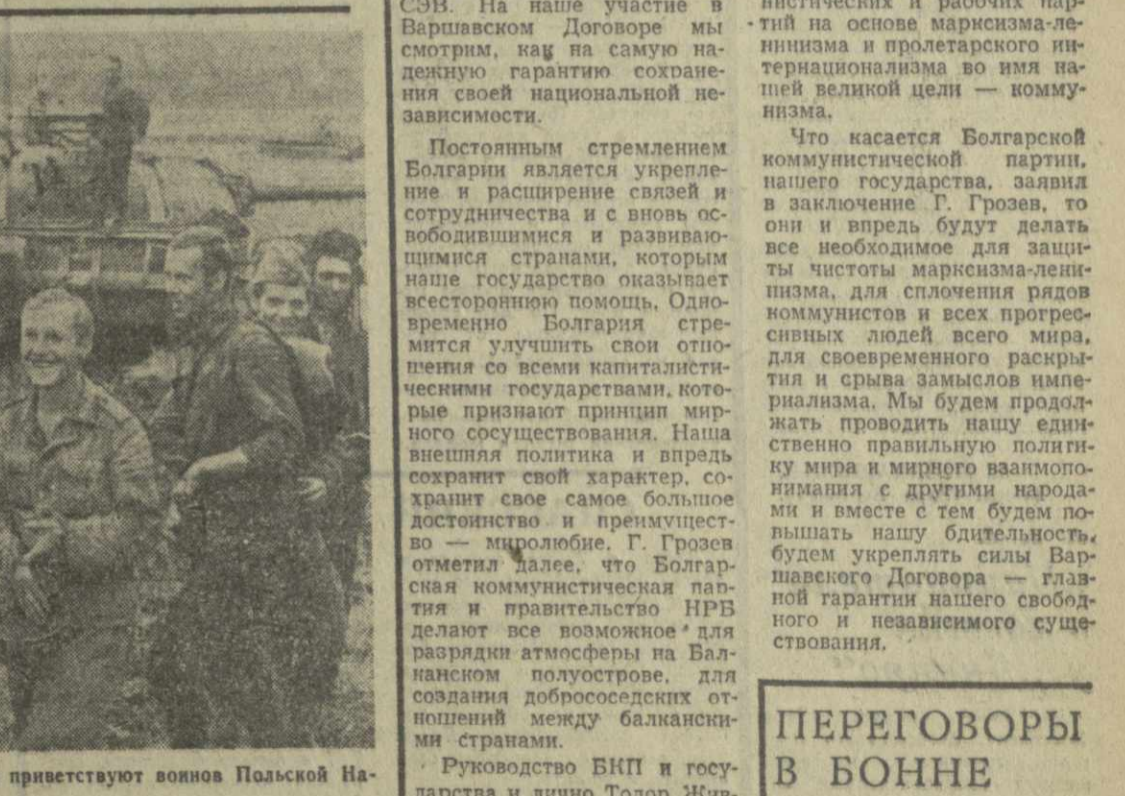 приветствуют воинов Польской На-
СЭВ. На наше участие в
Варшавском Договоре мы
смотрим, как на самую на-
дежную гарантию сохране-
ния своей национальной не-
зависимости.
Постоянным стремлением
Болгарии является укрепле-
ние и расширение связей и
сотрудничества и с вновь ос-
вободившимися и развиваю-
щимися странами, которым
наше государство оказывает
всестороннюю помощь. Одно-
временно Болгария стре-
мится улучшить свои отно-
шения со всеми капиталисти-
ческими государствами, кото-
рые признают принцип мир-
ного сосуществования. Наша
внешняя политика и впредь
сохранит свой характер, со-
хранит свое самое большое
достоинство и преимущест-
во — миролюбие. Г. Грозев
отметил далее, что Болгар-
ская коммунистическая пар-
тия и правительство НРБ
делают все возможное для
разрядки атмосферы на Бал-
канском полуострове, для
создания добрососедских от-
ношений между балкански-
ми странами.
Руководство БКП и госу-
дарства и лично Тодор Жив-
нистических и рабочих пар-
тий на основе марксизма-ле-
нинизма и пролетарского ин-
тернационализма во имя на-
шей великой цели — комму-
низма.
Что касается Болгарской
коммунистической партии,
нашего государства, заявил
в заключение Г. Грозев, то
они и впредь будут делать
все необходимое для защи-
ты чистоты марксизма-лени-
низма, для сплочения рядов
коммунистов и всех прогрес-
сивных людей всего мира,
для своевременного раскры-
тия и срыва замыслов импе-
риализма. Мы будем продол-
жать проводить нашу един-
ственно правильную полити-
ку мира и мирного взаимопо-
нимания с другими народа-
ми и вместе с тем будем по-
вышать нашу бдительность,
будем укреплять силы Вар-
шавского Договора — глав-
ной гарантии нашего свобод-
ного и независимого суще-
ствования.
ПЕРЕГОВОРЫ
В БОННЕ